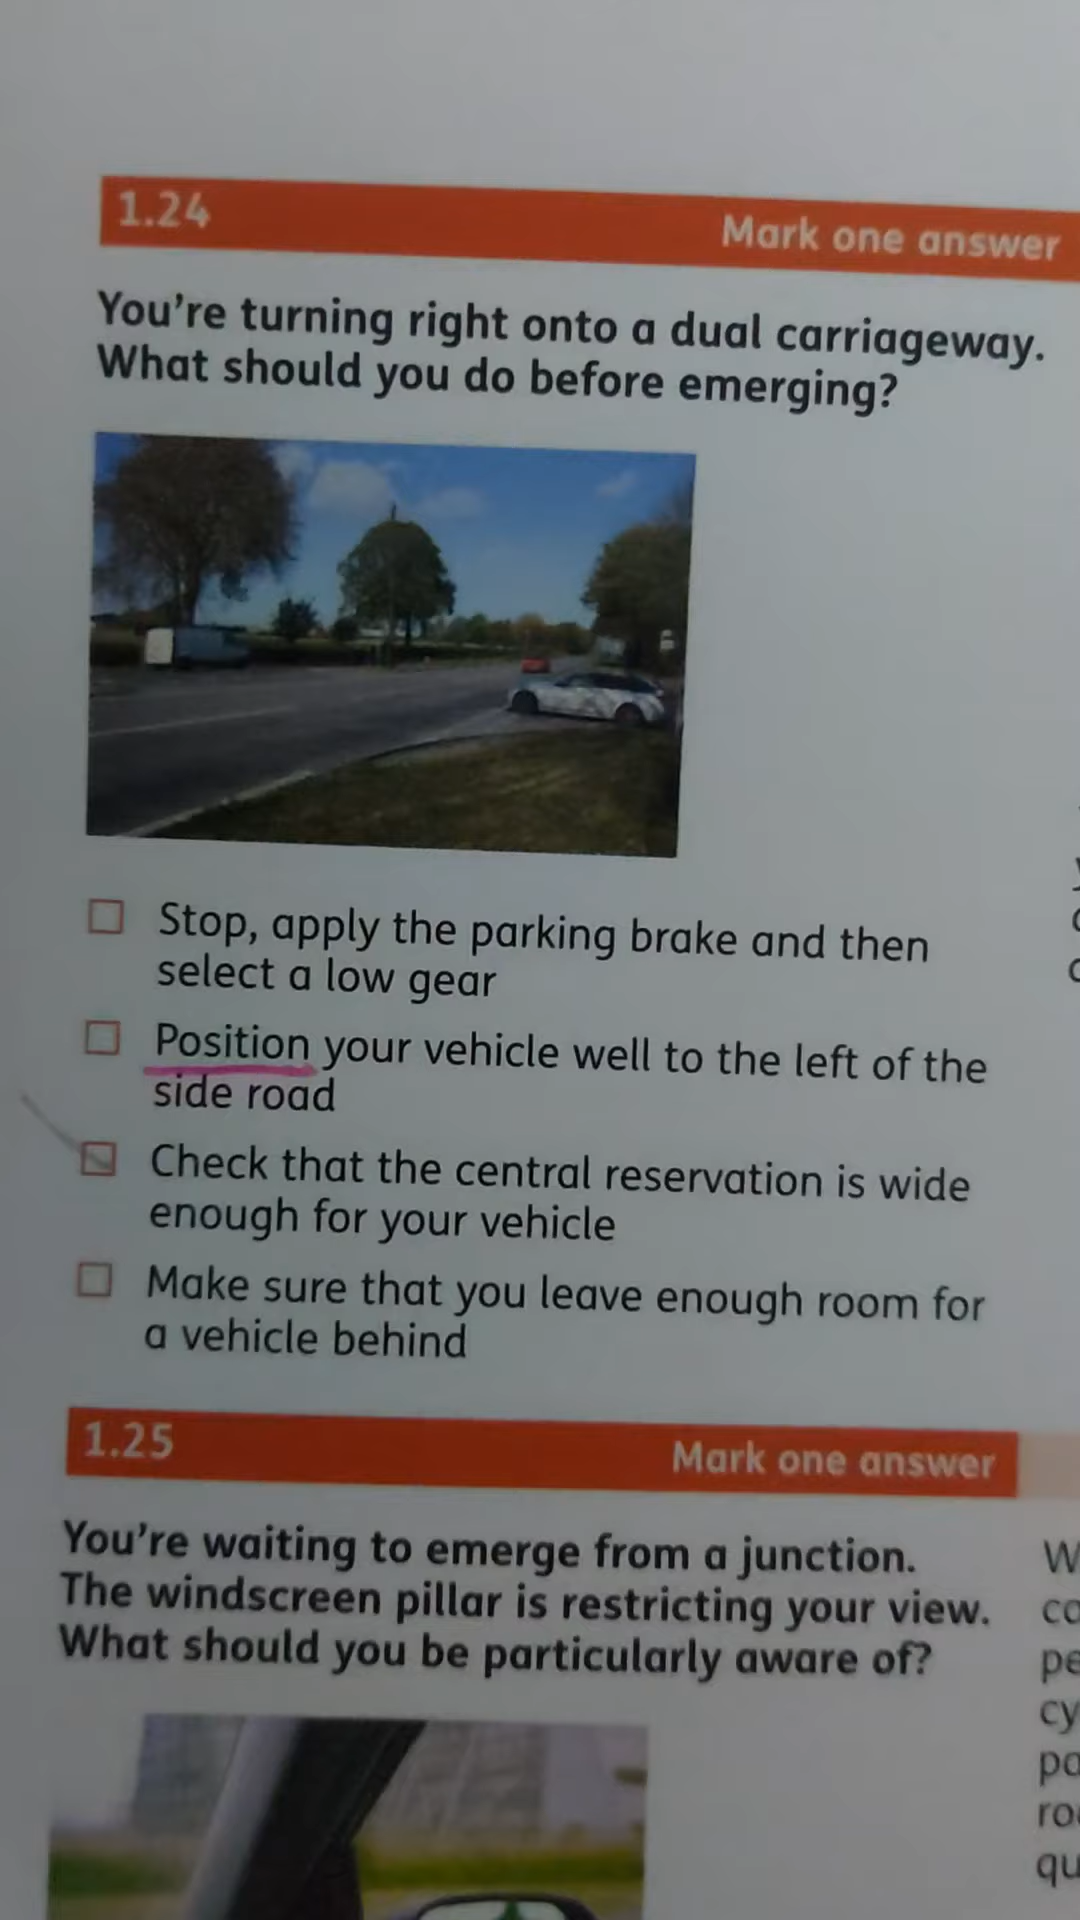 1.24
Mark one answer
You're turning right onto a dual carriageway.
What should you do before emerging?
Stop, apply the parking brake and then
select a low gear
Position your vehicle well to the left of the
side road
Check that the central reservation is wide
enough for your vehicle
Make sure that you leave enough room for
a vehicle behind
1.25
Mark one answer
You're waiting to emerge from a junction.
The windscreen pillar is restricting your view.
What should you be particularly aware of?